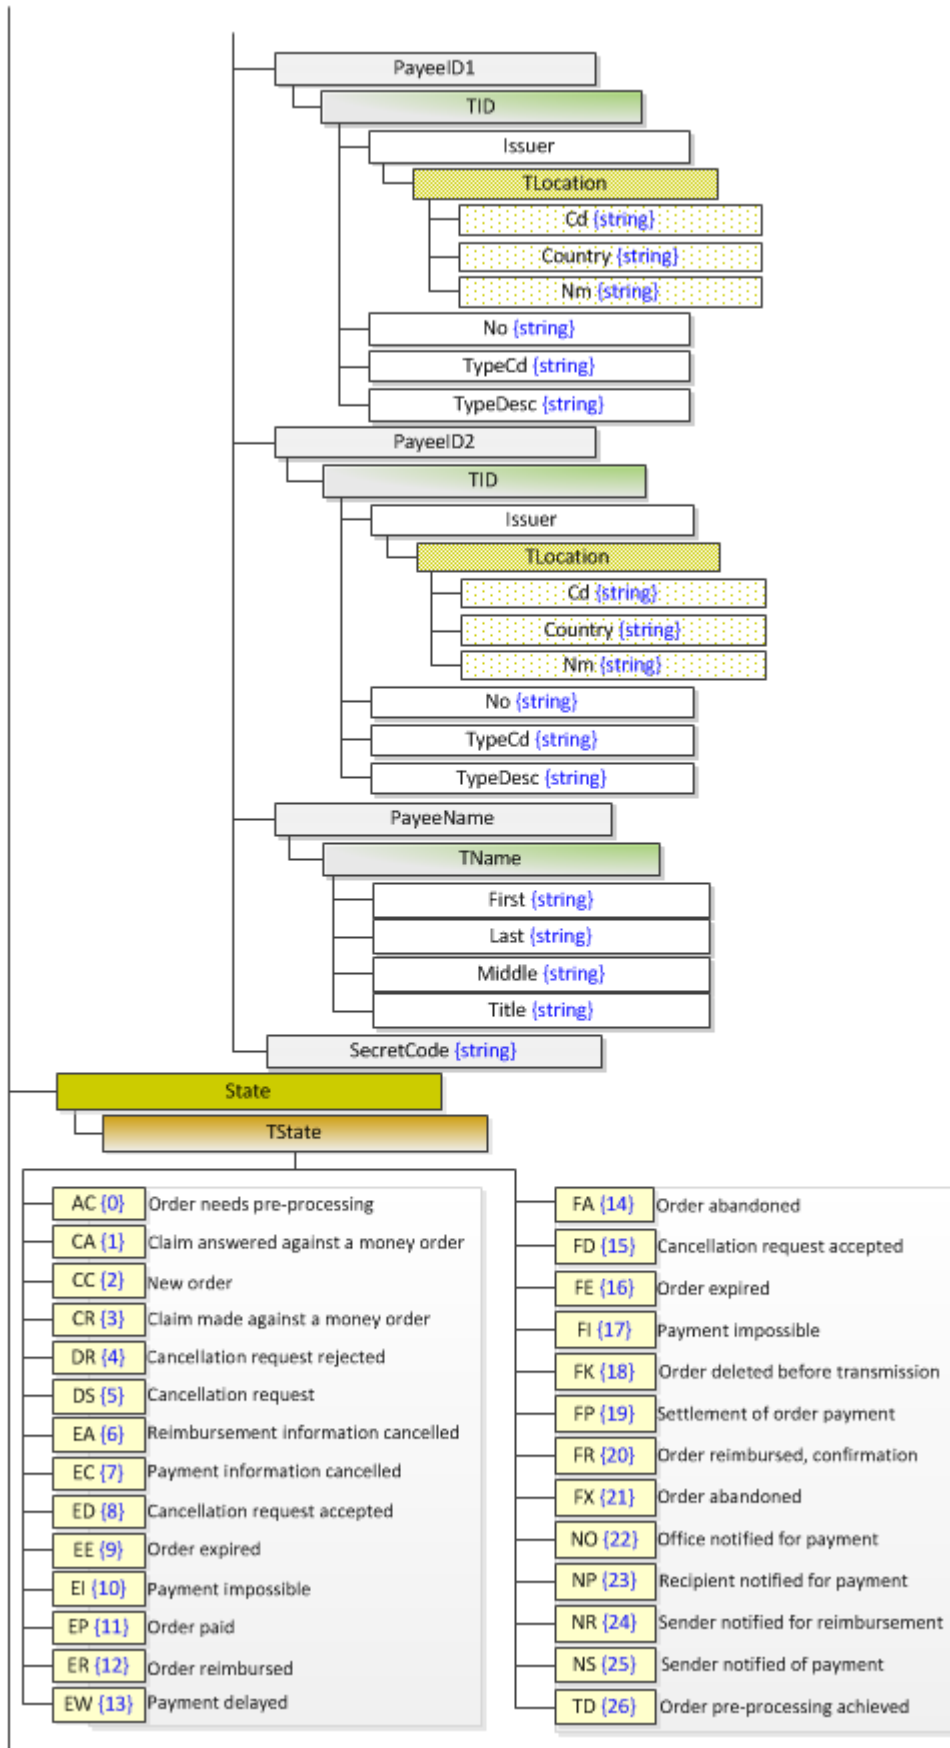 PayeeID1
TID
Issuer
TLocation
Cd {string}
Country {string}
Nm {string}
No {string}
TypeCd {string}
TypeDesc {string}
PayeeID2
TID
Issuer
TLocation
Cd {string}
Country {string}
Nm {string}
No {string}
TypeCd {string}
TypeDesc {string}
PayeeName
TName
First {string}
Last {string}
Middle {string}
Title {string}
SecretCode {string}
State
TState
AC {0} Order needs pre-processing
CA {1} Claim answered against a money order
CC {2} New order
CR {3} Claim made against a money order
DR {4} Cancellation request rejected
DS {5} Cancellation request
EA {6} Reimbursement information cancelled
EC {7} Payment information cancelled
ED {8} Cancellation request accepted
EE {9} Order expired
EI {10} Payment impossible
EP {11} Order paid
ER {12} Order reimbursed
EW {13} Payment delayed
FA {14} Order abandoned
FD {15} Cancellation request accepted
FE {16} Order expired
FI {17} Payment impossible
FK {18} Order deleted before transmission
FP {19} Settlement of order payment
FR {20} Order reimbursed, confirmation
FX {21} Order abandoned
NO {22} Office notified for payment
NP {23} Recipient notified for payment
NR {24} Sender notified for reimbursement
NS {25} Sender notified of payment
TD {26} Order pre-processing achieved